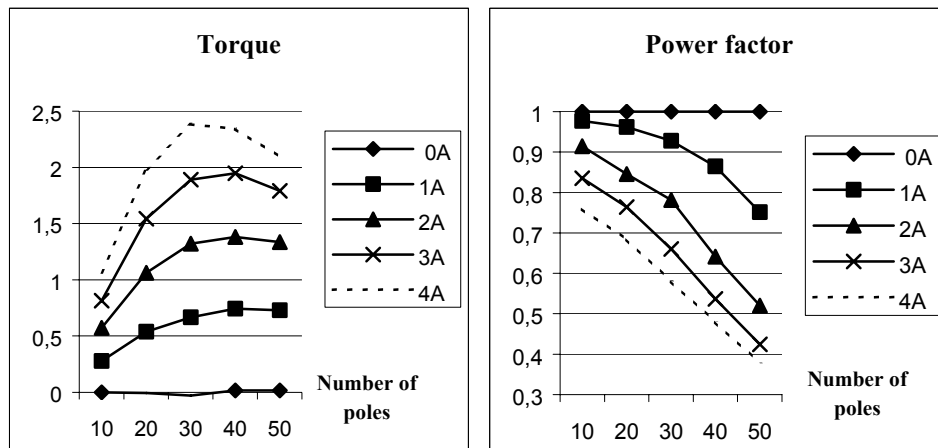 Torque
2,5
2
1,5
1
0,5
0
10 20 30 40 50
Number of
poles
0A
1A
2A
3A
4A
Power factor
1
0,9
0,8
0,7
0,6
0,5
0,4
0,3
10 20 30 40 50
Number of
poles
0A
1A
2A
3A
4A